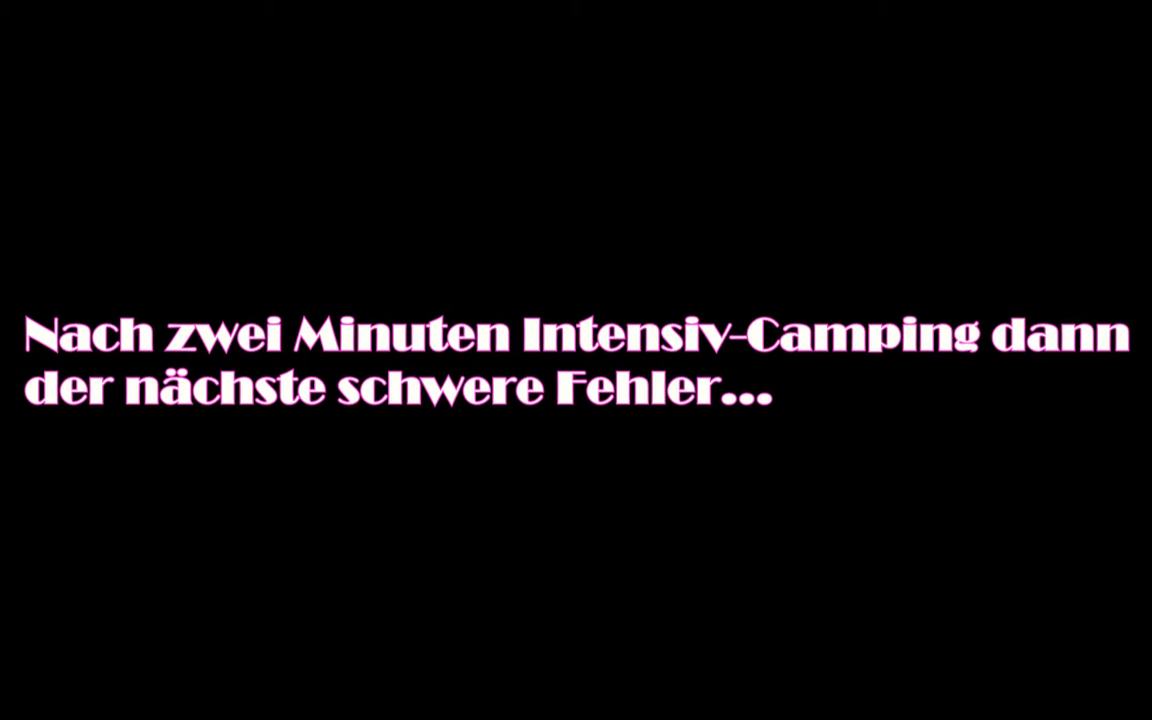 Nach zwei Minuten Intensiv-Camping dann
der nächste schwere Fehler...